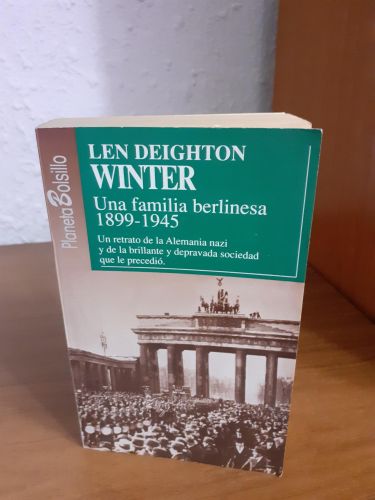 Planeta Bolsillo
LEN DEIGHTON
WINTER
Una familia berlinesa
1899-1945
Un retrato de la Alemania nazi
y de la brillante y depravada sociedad
que le precedió.